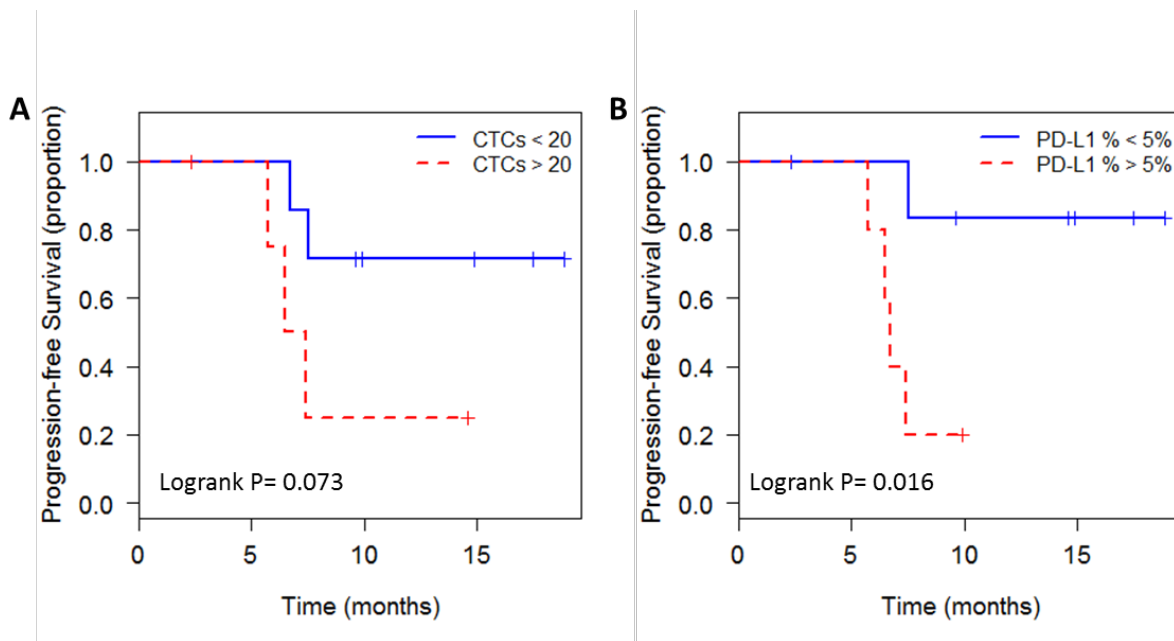 A
Progression-free Survival (proportion)
CTCs < 20
CTCs > 20
1.0
0.8
0.6
0.4
0.2
0.0
Logrank P= 0.073
0 5 10 15
Time (months)
B
Progression-free Survival (proportion)
PD-L1 % < 5%
PD-L1 % > 5%
1.0
0.8
0.6
0.4
0.2
0.0
Logrank P= 0.016
0 5 10 15
Time (months)